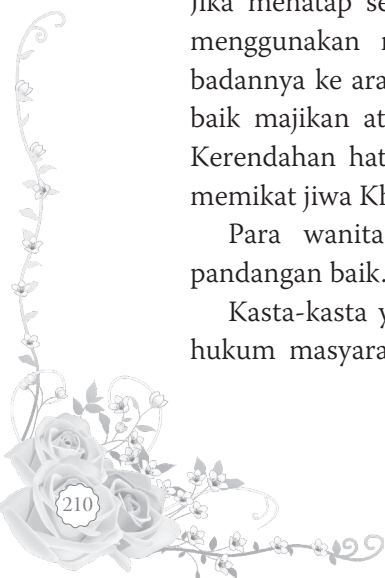 jika menatap se
menggunakan
badannya ke ara
baik majikan at
Kerendahan hat
memikat jiwa Kh
Para wanita
pandangan baik.
Kasta-kasta y
hukum masyara
210